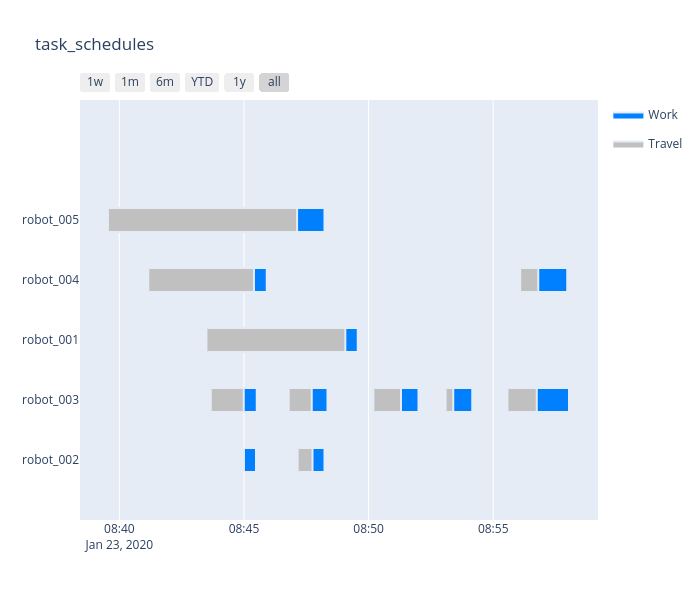 task_schedules
1w 1m 6m YTD 1y all
Work
Travel
robot_005
robot_004
robot_001
robot_003
robot_002
08:40 08:45 08:50 08:55
Jan 23, 2020